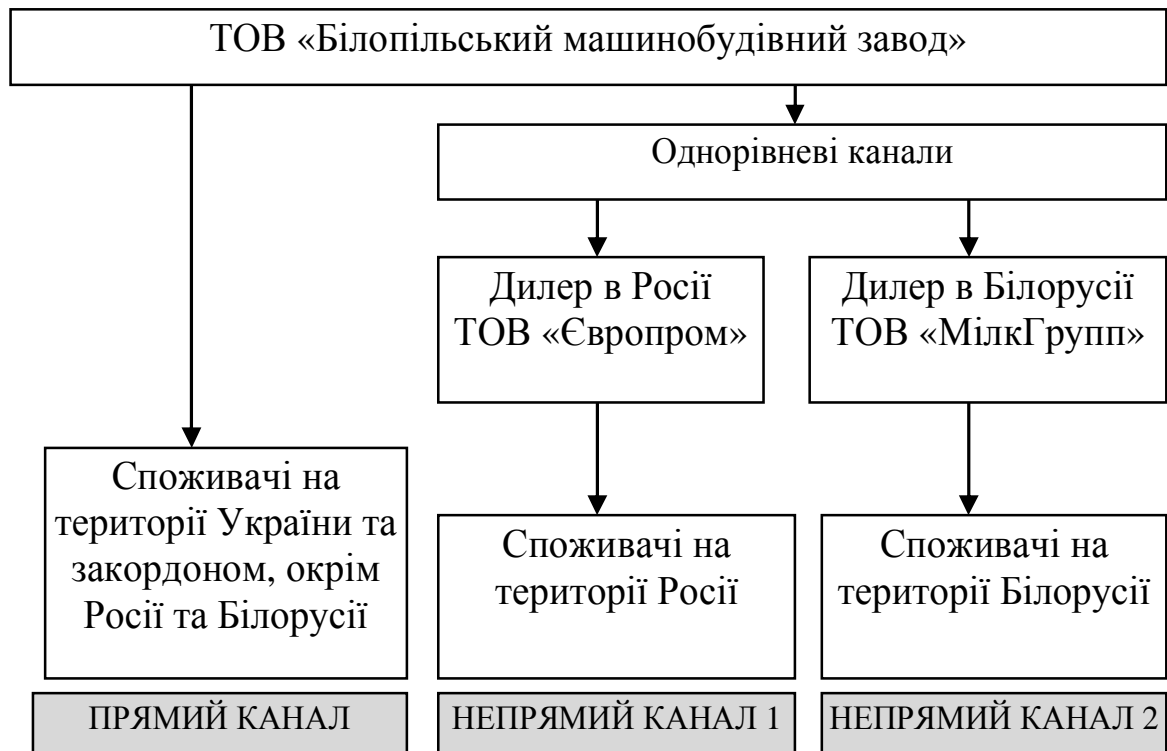 ТОВ «Білопільський машинобудівний завод»
Однорівневі канали
Дилер в Росії
ТОВ «Європром»
Дилер в Білорусії
ТОВ «МілкГрупп»
Споживачі на
території України та
закордоном, окрім
Росії та Білорусії
Споживачі на
території Росії
Споживачі на
території Білорусії
ПРЯМИЙ КАНАЛ
НЕПРЯМИЙ КАНАЛ 1
НЕПРЯМИЙ КАНАЛ 2